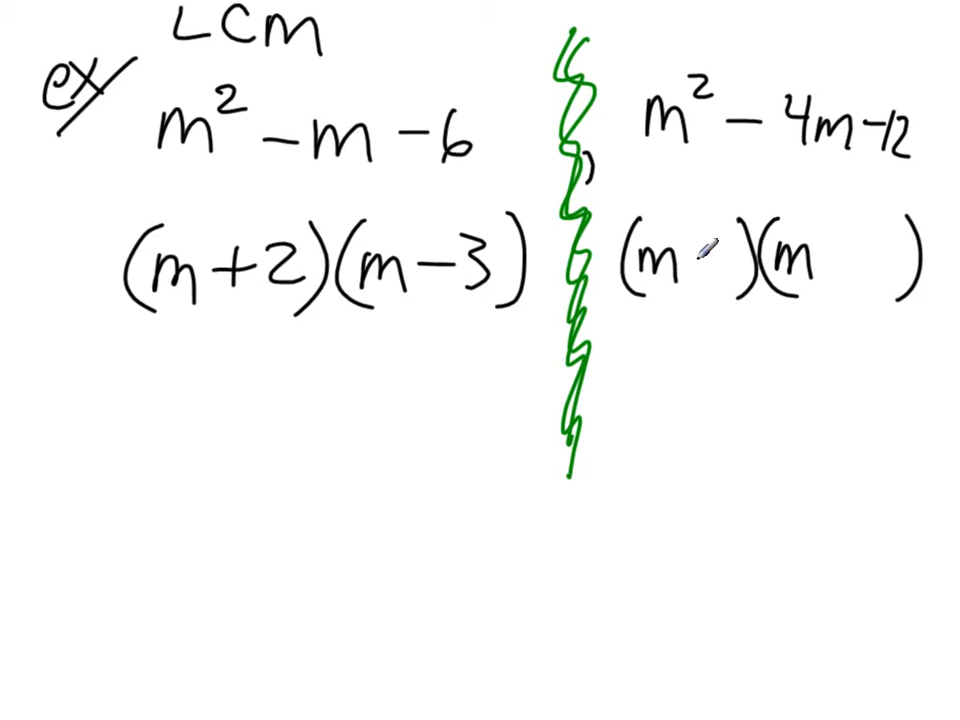 LCM
ex/ m² - m - 6 , m² - 4m - 12
(m + 2)(m - 3) (m )(m )